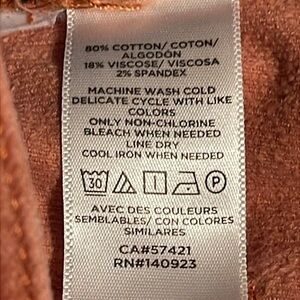 80% COTTON/ COTON/
ALGODÓN
18% VISCOSE/ VISCOSA
2% SPANDEX
MACHINE WASH COLD
DELICATE CYCLE WITH LIKE
COLORS
ONLY NON-CHLORINE
BLEACH WHEN NEEDED
LINE DRY
COOL IRON WHEN NEEDED
30 P
AVEC DES COULEURS
SEMBLABLES/ CON COLORES
SIMILARES
CA#57421
RN#140923